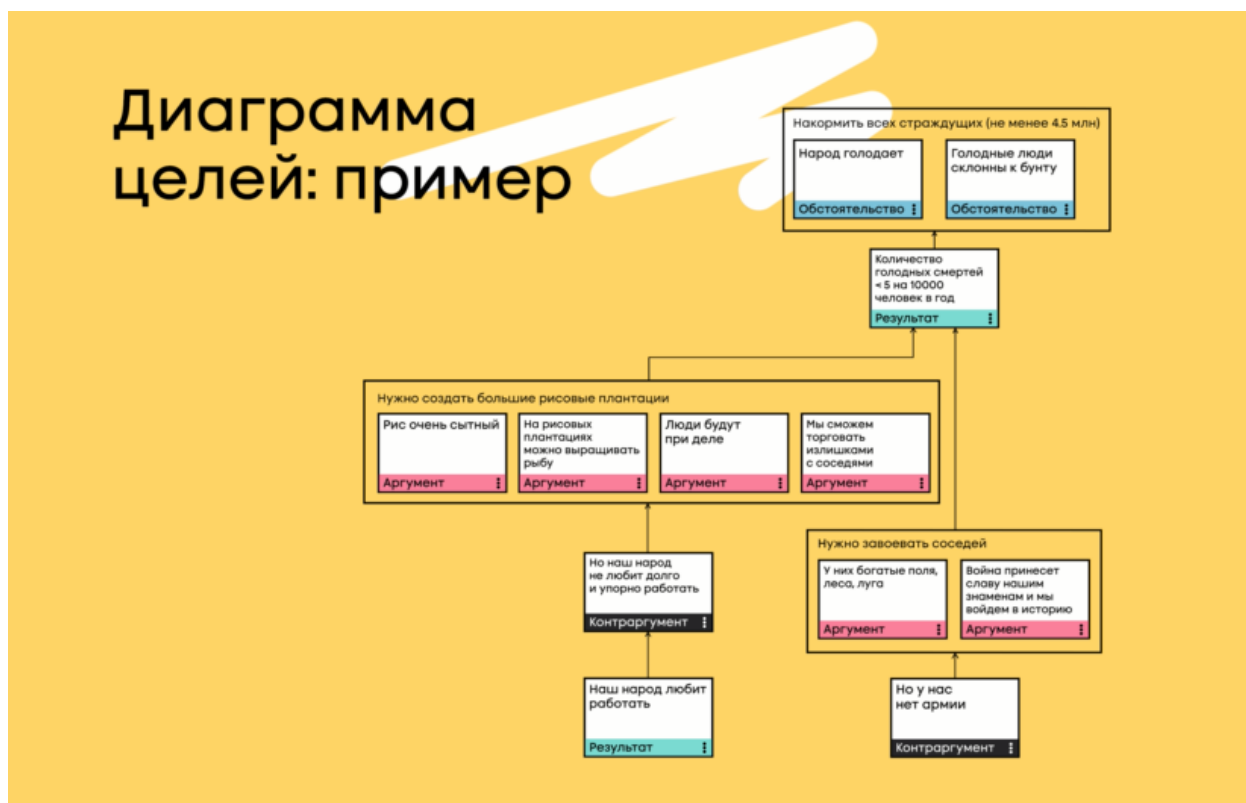 Диаграмма
целей: пример
Накормить всех страждущих (не менее 4.5 млн)
Народ голодает
Обстоятельство
Голодные люди
склонны к бунту
Обстоятельство
Количество
голодных смертей
< 5 на 10000
человек в год
Результат
Нужно создать большие рисовые плантации
Рис очень сытный
Аргумент
На рисовых
плантациях
можно выращивать
рыбу
Аргумент
Люди будут
при деле
Аргумент
Мы сможем
торговать
излишками
с соседями
Аргумент
Но наш народ
не любит долго
и упорно работать
Контраргумент
Наш народ любит
работать
Результат
Нужно завоевать соседей
У них богатые поля,
леса, луга
Аргумент
Война принесет
славу нашим
знаменам и мы
войдем в историю
Аргумент
Но у нас
нет армии
Контраргумент